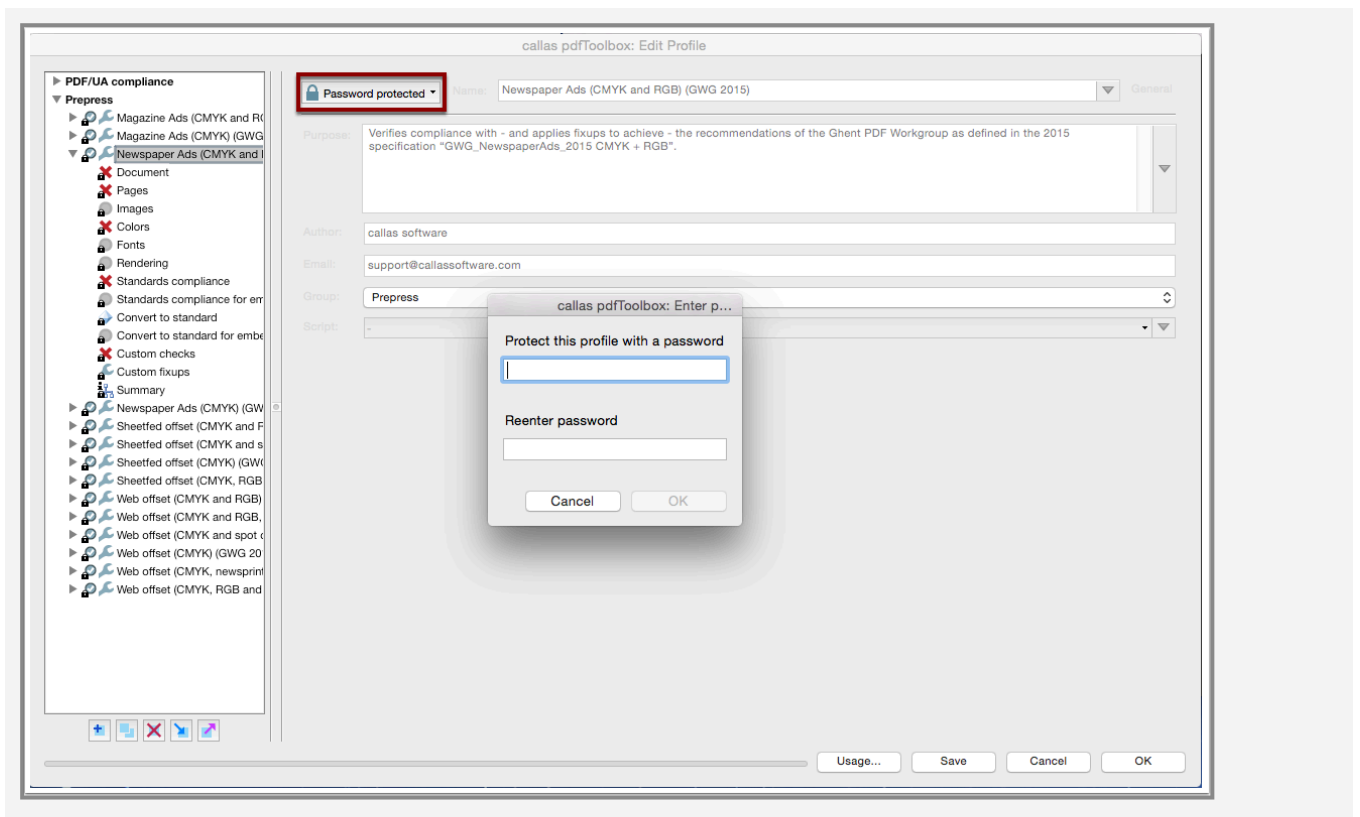 callas pdfToolbox: Edit Profile
PDF/UA compliance
Prepress
Magazine Ads (CMYK and R
Magazine Ads (CMYK) (GWG
Newspaper Ads (CMYK and
Document
Pages
Images
Colors
Fonts
Rendering
Standards compliance
Standards compliance for em
Convert to standard
Convert to standard for embe
Custom checks
Custom fixups
Summary
Newspaper Ads (CMYK) (GW
Sheetfed offset (CMYK and
Sheetfed offset (CMYK and s
Sheetfed offset (CMYK) (GW
Sheetfed offset (CMYK, RGB
Web offset (CMYK and RGB)
Web offset (CMYK and RGB,
Web offset (CMYK and spot
Web offset (CMYK) (GWG 20
Web offset (CMYK, newsprint
Web offset (CMYK, RGB and
Password protected
Name: Newspaper Ads (CMYK and RGB) (GWG 2015) General
Purpose: Verifies compliance with - and applies fixups to achieve - the recommendations of the Ghent PDF Workgroup as defined in the 2015
specification “GWG_NewspaperAds_2015 CMYK + RGB”.
Author: callas software
Email: support@callassoftware.com
Group: Prepress
Script: -
callas pdfToolbox: Enter p...
Protect this profile with a password
Reenter password
Cancel OK
Usage... Save Cancel OK